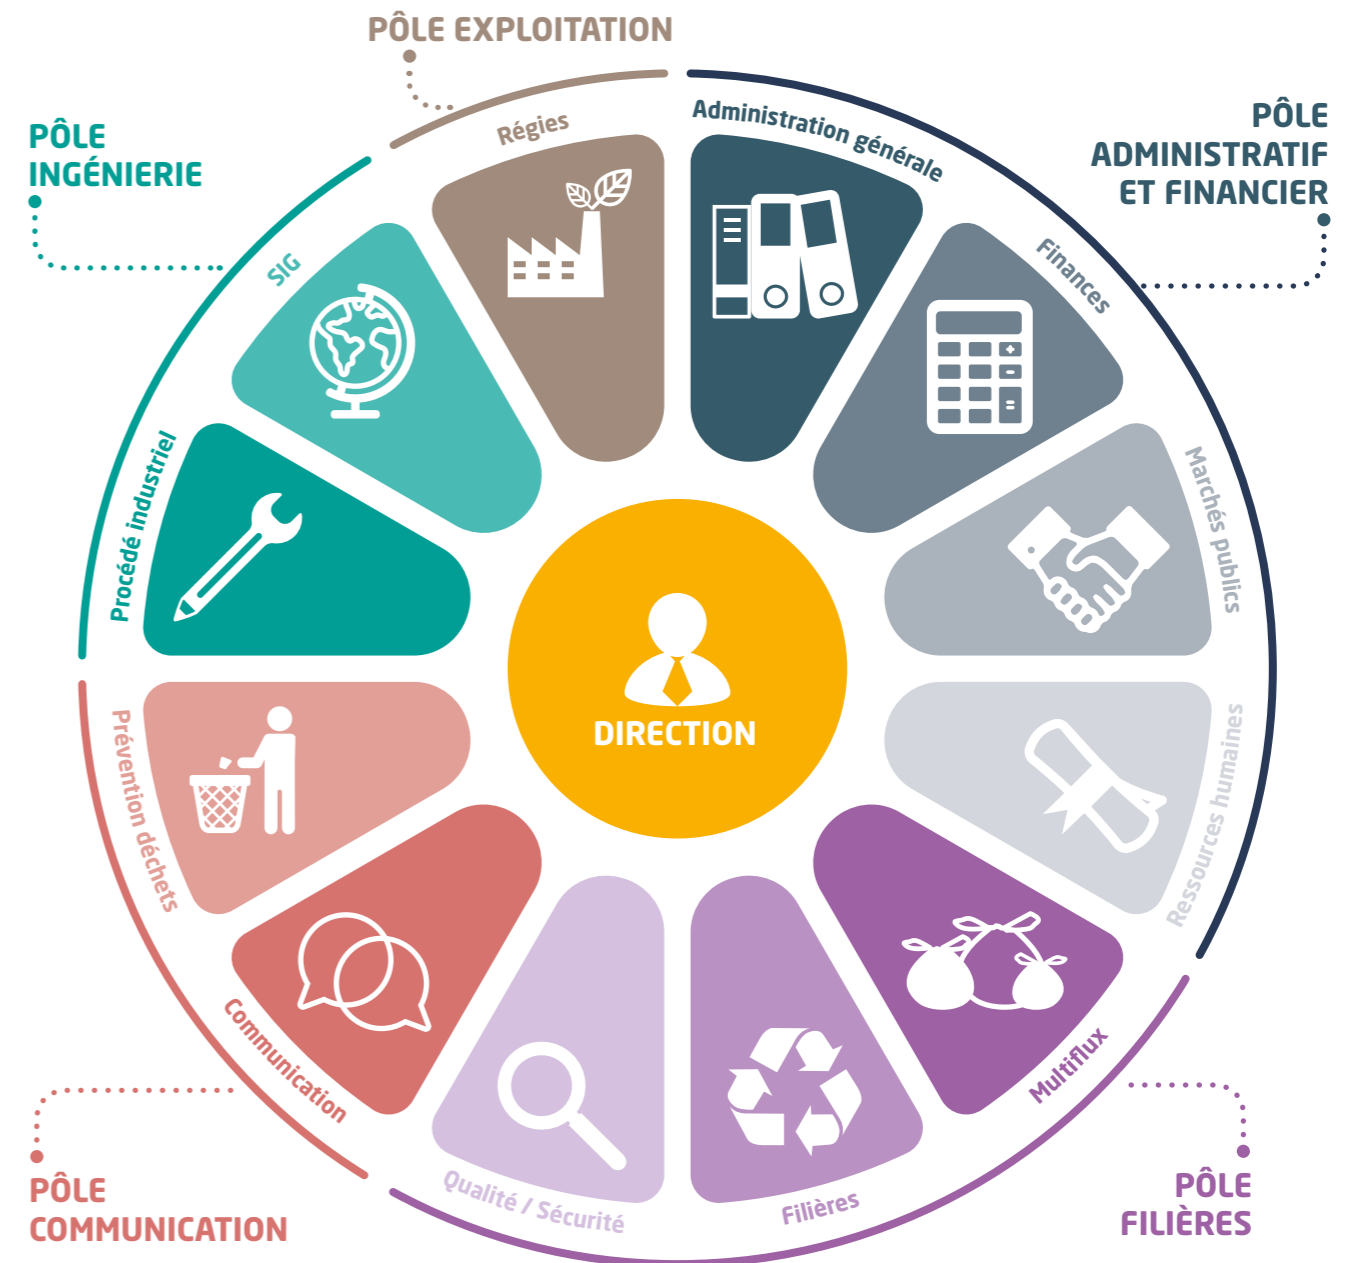 PÔLE EXPLOITATION
Régies
PÔLE
ADMINISTRATIF
ET FINANCIER
Administration générale
Finances
Marchés publics
Ressources humaines
PÔLE
INGÉNIERIE
SIG
Procédé industriel
DIRECTION
Prévention déchets
Communication
PÔLE
COMMUNICATION
Qualité / Sécurité
Filières
Multiflux
PÔLE
FILIÈRES